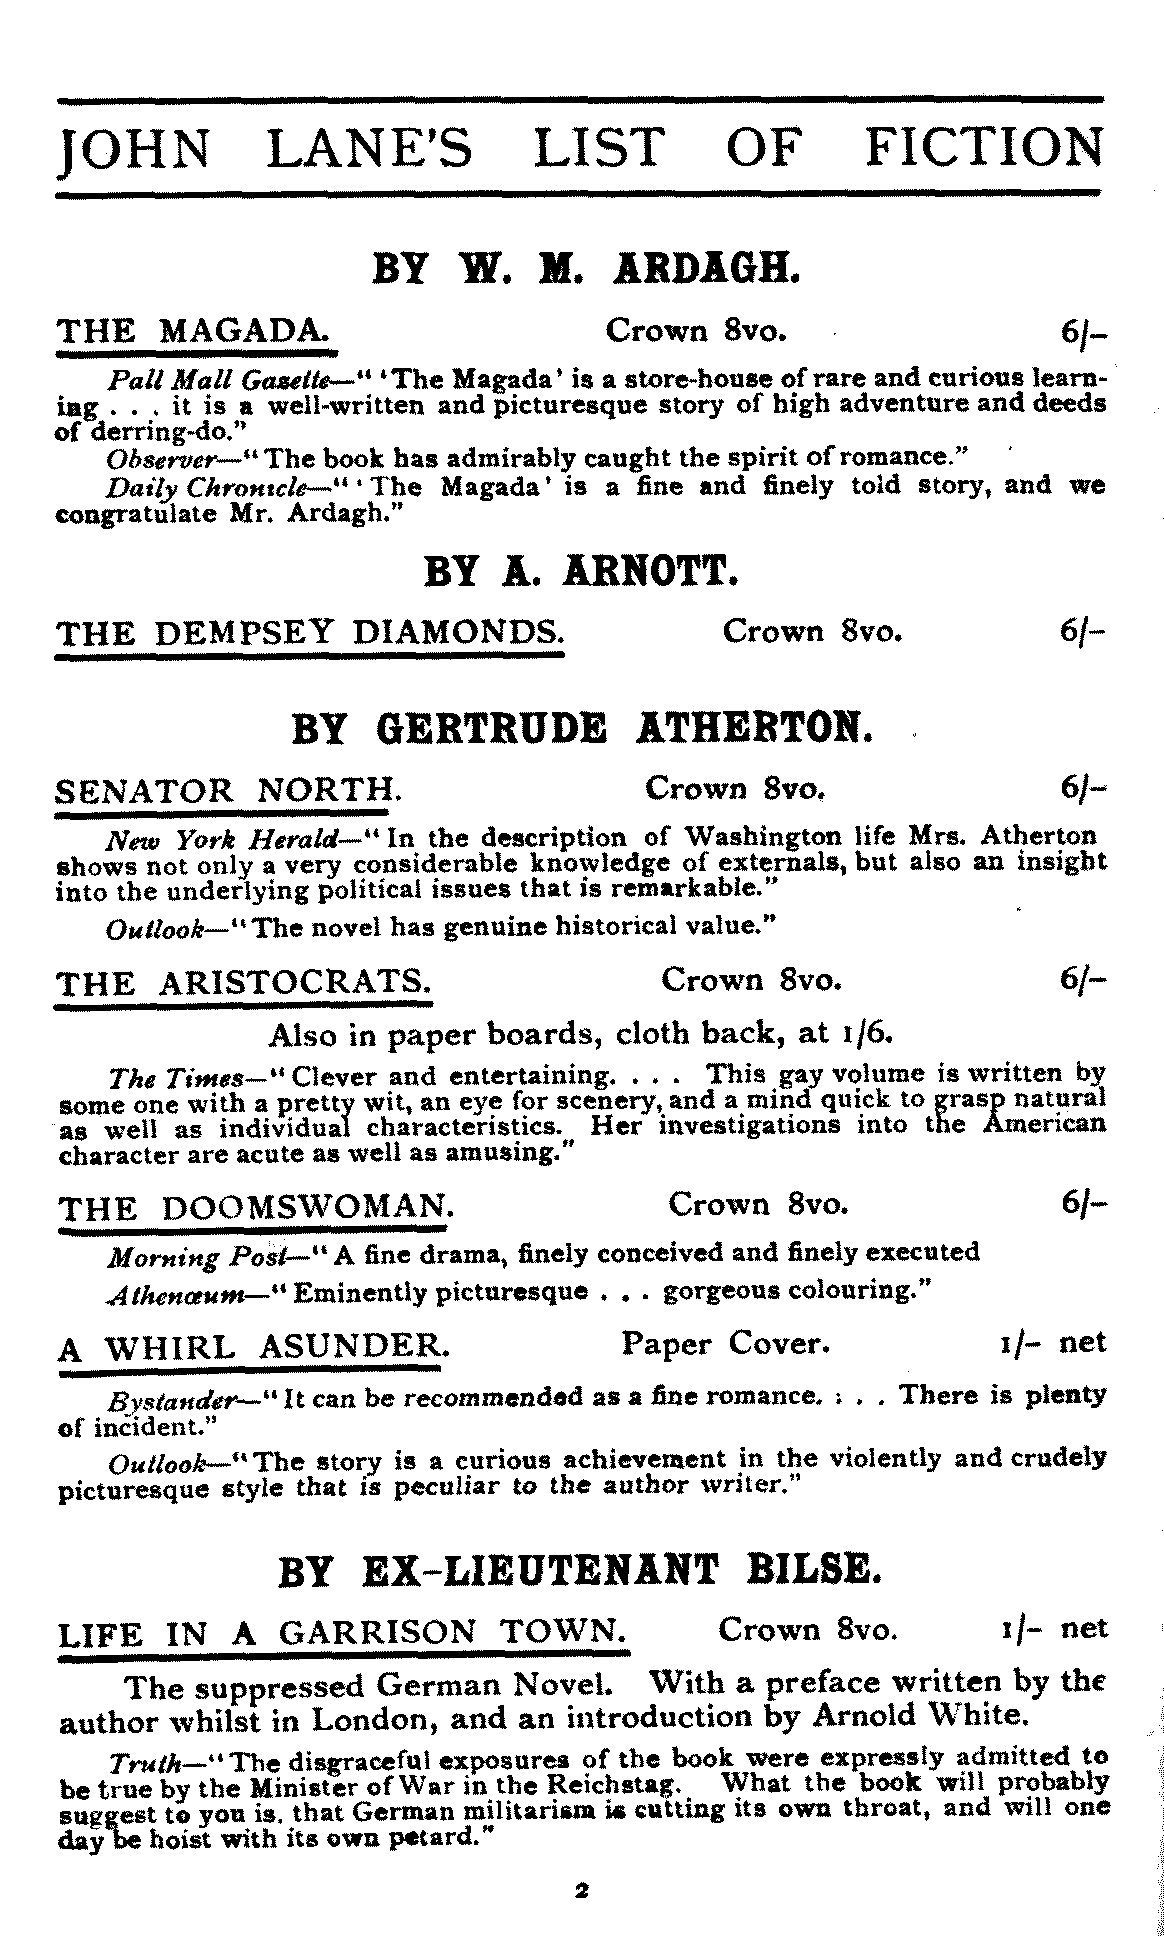 JOHN LANE'S LIST OF FICTION
BY W. M. ARDAGH.
THE MAGADA. Crown 8vo. 6/-
Pall Mall Gazette—" 'The Magada' is a store-house of rare and curious learn-
ing . . . it is a well-written and picturesque story of high adventure and deeds
of derring-do."
Observer—"The book has admirably caught the spirit of romance."
Daily Chronicle—" 'The Magada' is a fine and finely told story, and we
congratulate Mr. Ardagh."
BY A. ARNOTT.
THE DEMPSEY DIAMONDS. Crown 8vo. 6/-
BY GERTRUDE ATHERTON.
SENATOR NORTH. Crown 8vo. 6/-
New York Herald—"In the description of Washington life Mrs. Atherton
shows not only a very considerable knowledge of externals, but also an insight
into the underlying political issues that is remarkable."
Outlook—"The novel has genuine historical value."
THE ARISTOCRATS. Crown 8vo. 6/-
Also in paper boards, cloth back, at 1/6.
The Times—"Clever and entertaining. . . . This gay volume is written by
some one with a pretty wit, an eye for scenery, and a mind quick to grasp natural
as well as individual characteristics. Her investigations into the American
character are acute as well as amusing."
THE DOOMSWOMAN. Crown 8vo. 6/-
Morning Post—"A fine drama, finely conceived and finely executed
Athenæum—"Eminently picturesque . . . gorgeous colouring."
A WHIRL ASUNDER. Paper Cover. 1/- net
Bystander—"It can be recommended as a fine romance. . . . There is plenty
of incident."
Outlook—"The story is a curious achievement in the violently and crudely
picturesque style that is peculiar to the author writer."
BY EX-LIEUTENANT BILSE.
LIFE IN A GARRISON TOWN. Crown 8vo. 1/- net
The suppressed German Novel. With a preface written by the
author whilst in London, and an introduction by Arnold White.
Truth—"The disgraceful exposures of the book were expressly admitted to
be true by the Minister of War in the Reichstag. What the book will probably
suggest to you is, that German militarism is cutting its own throat, and will one
day be hoist with its own petard."
2